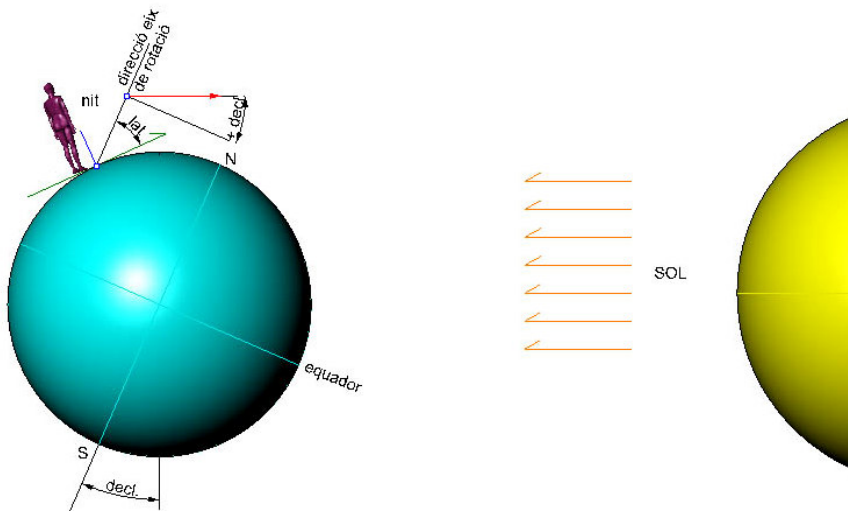 direcció eix
de rotació
nit
lat.
+ decl.
N
SOL
equador
S
decl.